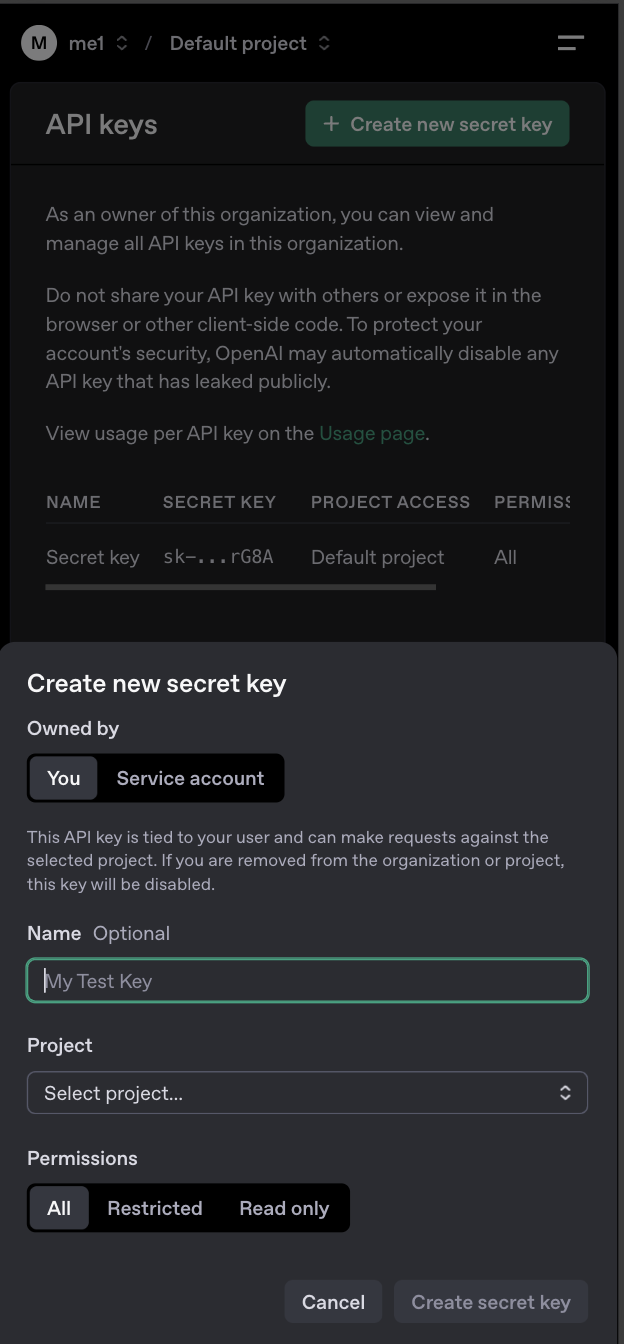 M me1 / Default project
API keys
+ Create new secret key
As an owner of this organization, you can view and
manage all API keys in this organization.
Do not share your API key with others or expose it in the
browser or other client-side code. To protect your
account's security, OpenAI may automatically disable any
API key that has leaked publicly.
View usage per API key on the Usage page.
NAME SECRET KEY PROJECT ACCESS PERMISS
Secret key sk-...rG8A Default project All
Create new secret key
Owned by
You Service account
This API key is tied to your user and can make requests against the
selected project. If you are removed from the organization or project,
this key will be disabled.
Name Optional
My Test Key
Project
Select project...
Permissions
All Restricted Read only
Cancel Create secret key